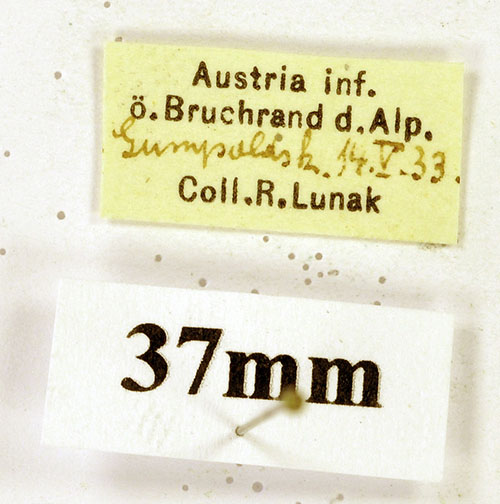 Austria inf.
ö.Bruchrand d.Alp.
Gumpoldsk. 14.V.33.
Coll.R.Lunak
37mm